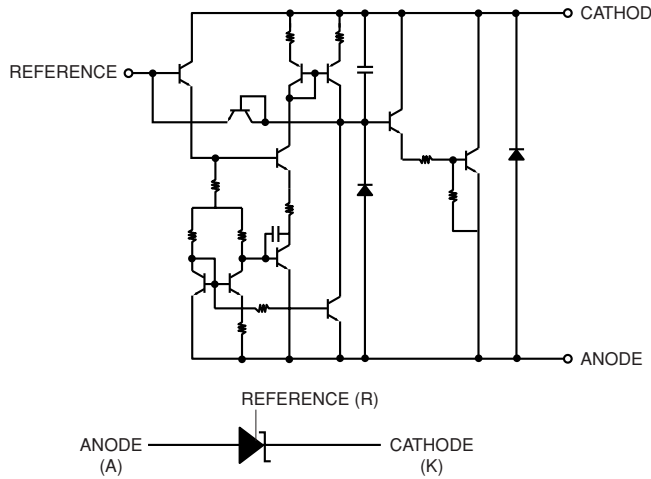 CATHOD
REFERENCE
ANODE
REFERENCE (R)
ANODE
(A)
CATHODE
(K)